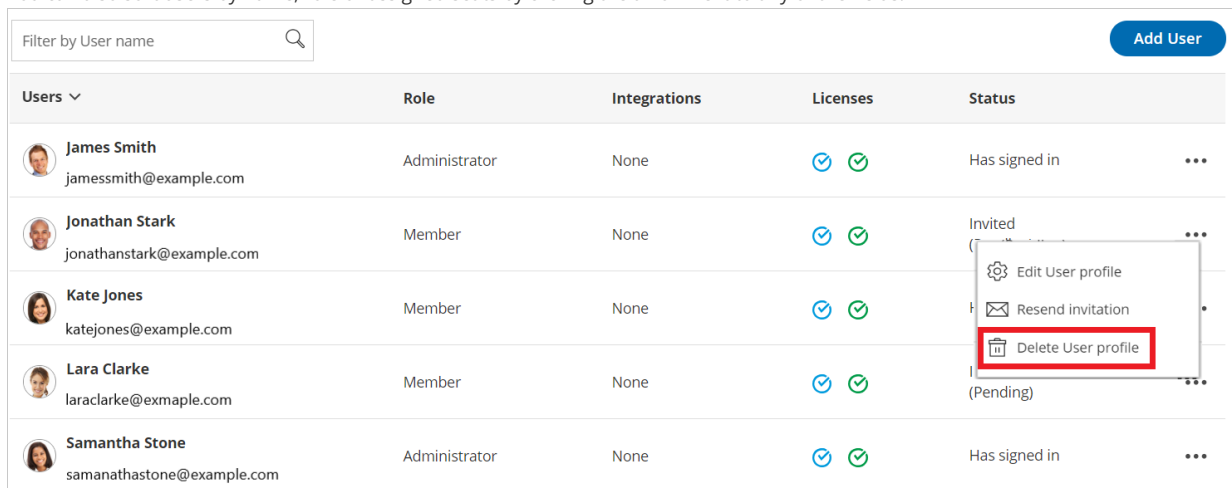 Filter by User name
Add User
Users Role Integrations Licenses Status
James Smith
jamessmith@example.com
Administrator None Has signed in
Jonathan Stark
jonathanstark@example.com
Member None Invited
Edit User profile
Resend invitation
Delete User profile
Kate Jones
katejones@example.com
Member None
Lara Clarke
laraclarke@exmaple.com
Member None
(Pending)
Samantha Stone
samanathastone@example.com
Administrator None Has signed in